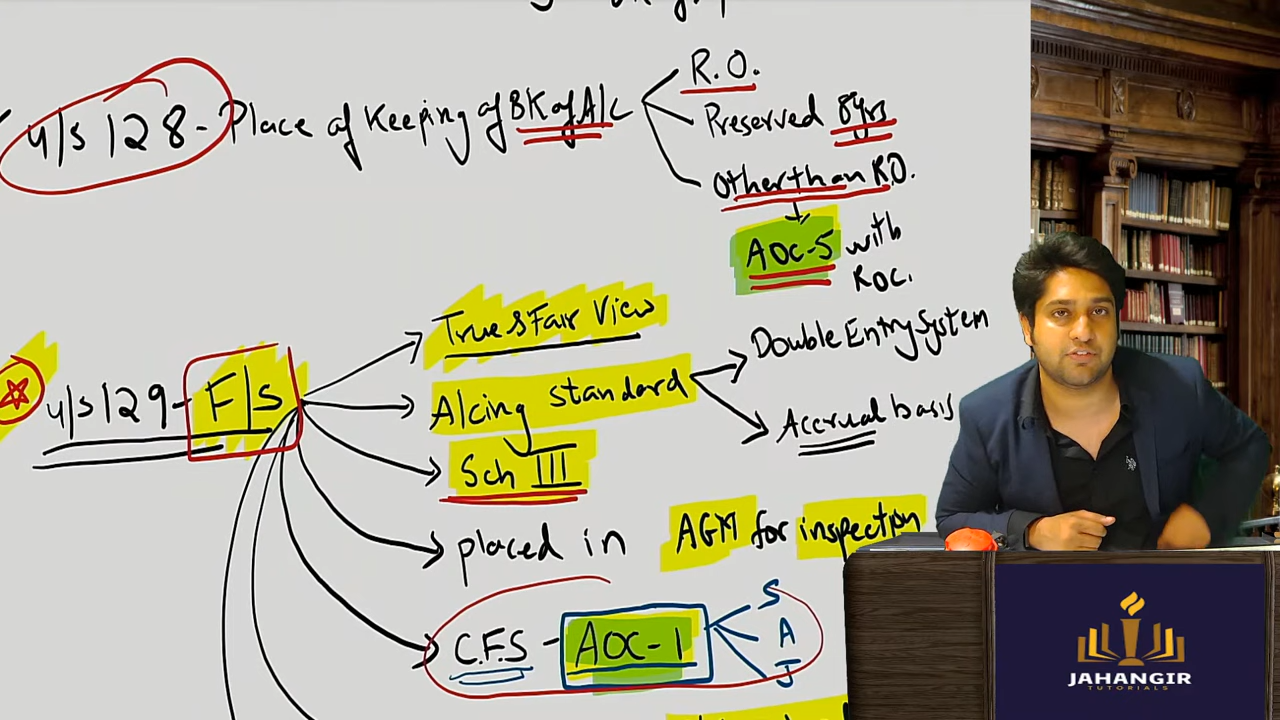 u/s 128 - Place of Keeping of BK of A/c
R.O.
Preserved 8yrs
Other than R.O.
AOC-5 with
ROC.
u/s 129 - F/s
True & Fair View
A/cing standard
Double Entry System
Accrual basis
Sch III
placed in AGM for inspection
C.F.S - AOC-1
S
A
J
JAHANGIR
TUTORIALS